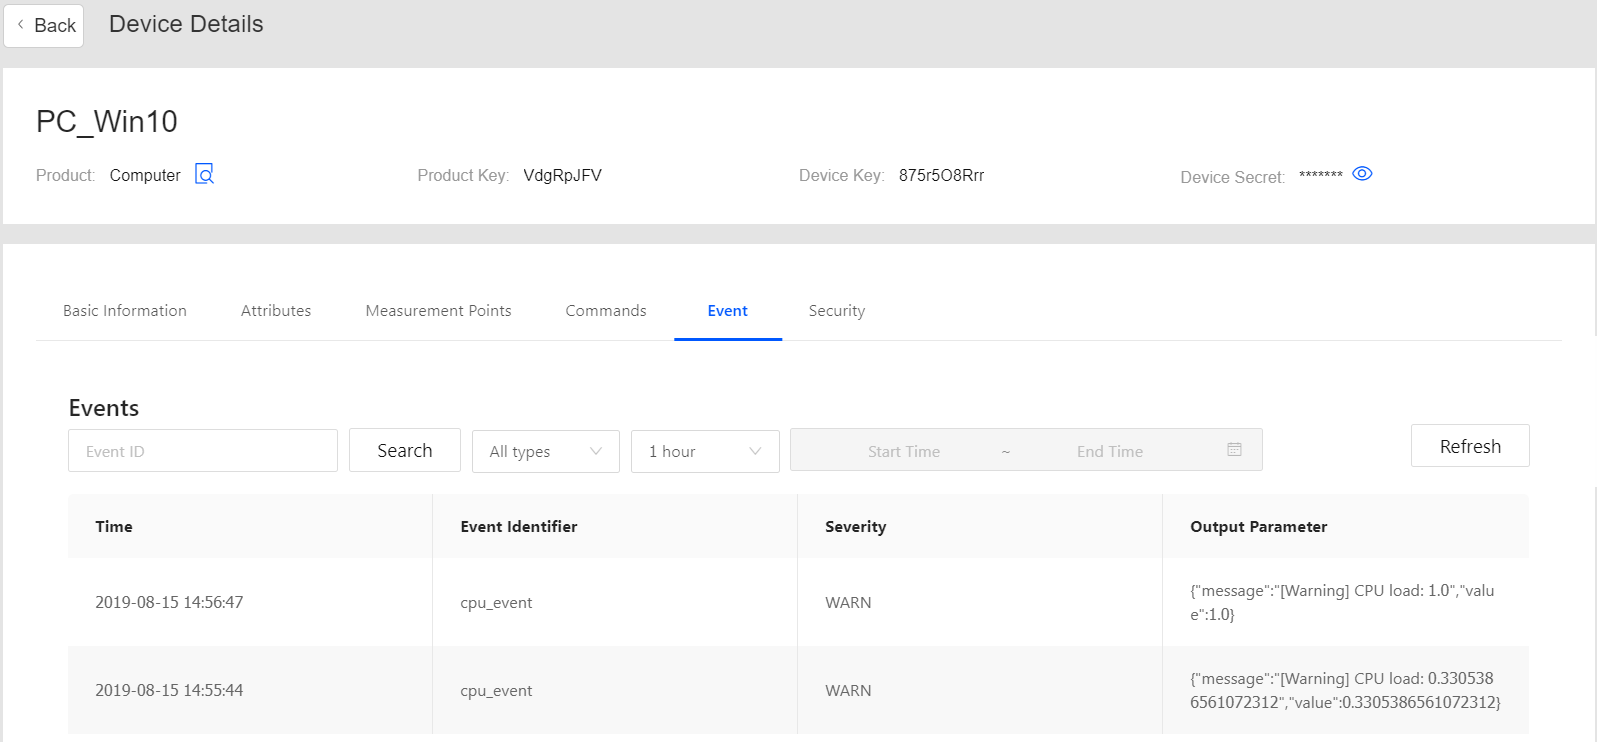 Back
Device Details
PC_Win10
Product: Computer
Product Key: VdgRpJFV
Device Key: 875r5O8Rrr
Device Secret: *******
Basic Information
Attributes
Measurement Points
Commands
Event
Security
Events
Event ID
Search
All types
1 hour
Start Time ~ End Time
Refresh
Time
Event Identifier
Severity
Output Parameter
2019-08-15 14:56:47
cpu_event
WARN
{"message":"[Warning] CPU load: 1.0","valu
e":1.0}
2019-08-15 14:55:44
cpu_event
WARN
{"message":"[Warning] CPU load: 0.330538
6561072312","value":0.3305386561072312}